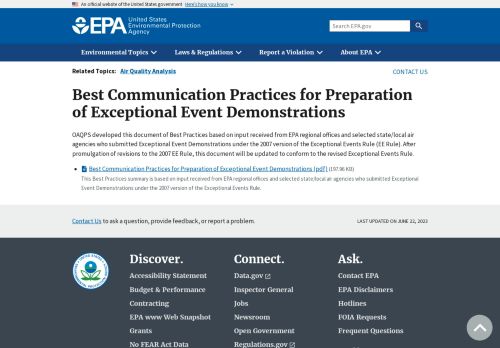 An official website of the United States government Here's how you know
EPA United States
Environmental Protection
Agency
Search EPA.gov
Environmental Topics Laws & Regulations Report a Violation About EPA
Related Topics: Air Quality Analysis CONTACT US
Best Communication Practices for Preparation
of Exceptional Event Demonstrations
OAQPS developed this document of Best Practices based on input received from EPA regional offices and selected state/local air
agencies who submitted Exceptional Event Demonstrations under the 2007 version of the Exceptional Events Rule (EE Rule). After
promulgation of revisions to the 2007 EE Rule, this document will be updated to conform to the revised Exceptional Events Rule.
• Best Communication Practices for Preparation of Exceptional Event Demonstrations (pdf) (197.96 KB)
This Best Practices summary is based on input received from EPA regional offices and selected state/local air agencies who submitted Exceptional
Event Demonstrations under the 2007 version of the Exceptional Events Rule.
Contact Us to ask a question, provide feedback, or report a problem. LAST UPDATED ON JUNE 22, 2023
Discover. Connect. Ask.
Accessibility Statement Data.gov Contact EPA
Budget & Performance Inspector General EPA Disclaimers
Contracting Jobs Hotlines
EPA www Web Snapshot Newsroom FOIA Requests
Grants Open Government Frequent Questions
No FEAR Act Data Regulations.gov